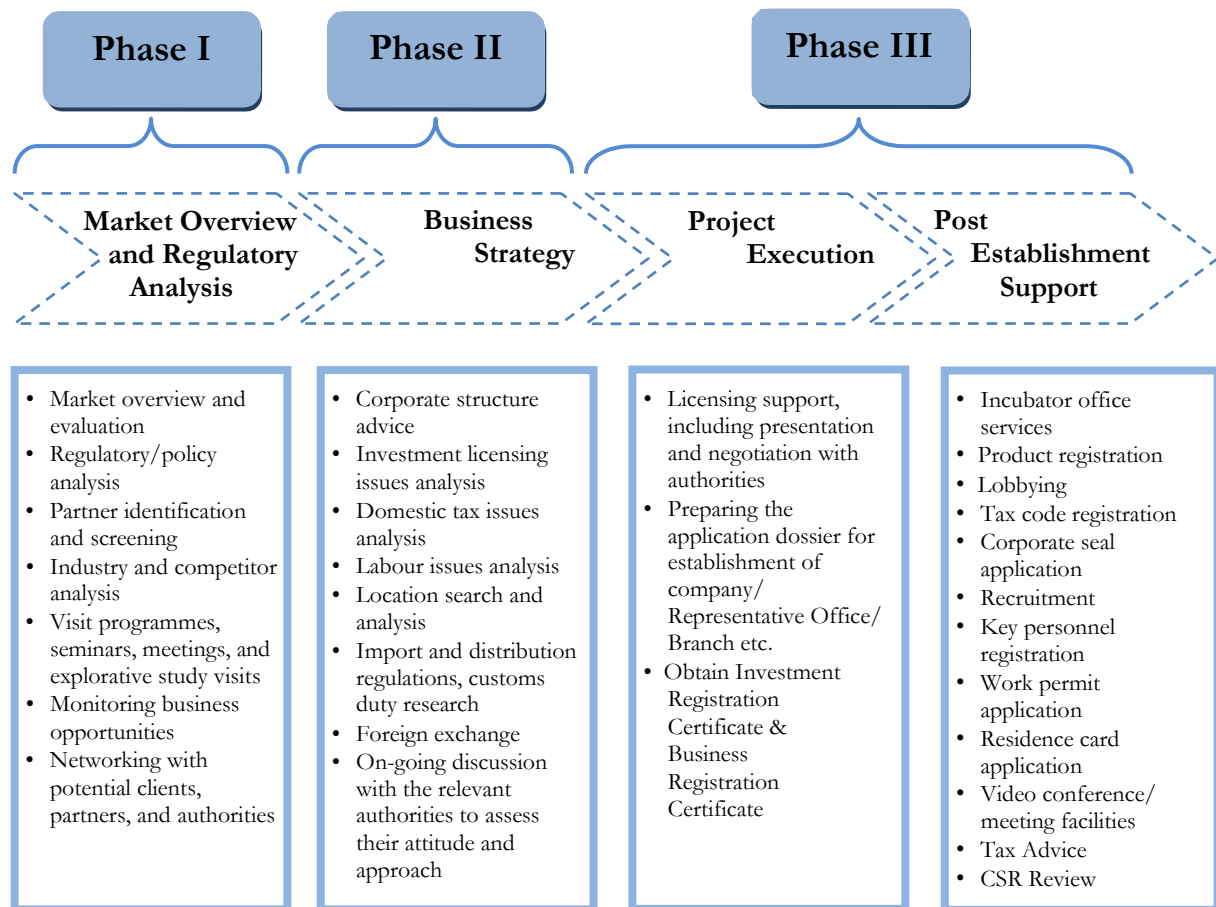 Phase I
Phase II
Phase III
Market Overview
and Regulatory
Analysis
Business
Strategy
Project
Execution
Post
Establishment
Support
• Market overview and
evaluation
• Regulatory/policy
analysis
• Partner identification
and screening
• Industry and competitor
analysis
• Visit programmes,
seminars, meetings, and
explorative study visits
• Monitoring business
opportunities
• Networking with
potential clients,
partners, and authorities
• Corporate structure
advice
• Investment licensing
issues analysis
• Domestic tax issues
analysis
• Labour issues analysis
• Location search and
analysis
• Import and distribution
regulations, customs
duty research
• Foreign exchange
• On-going discussion
with the relevant
authorities to assess
their attitude and
approach
• Licensing support,
including presentation
and negotiation with
authorities
• Preparing the
application dossier for
establishment of
company/
Representative Office/
Branch etc.
• Obtain Investment
Registration
Certificate &
Business
Registration
Certificate
• Incubator office
services
• Product registration
• Lobbying
• Tax code registration
• Corporate seal
application
• Recruitment
• Key personnel
registration
• Work permit
application
• Residence card
application
• Video conference/
meeting facilities
• Tax Advice
• CSR Review